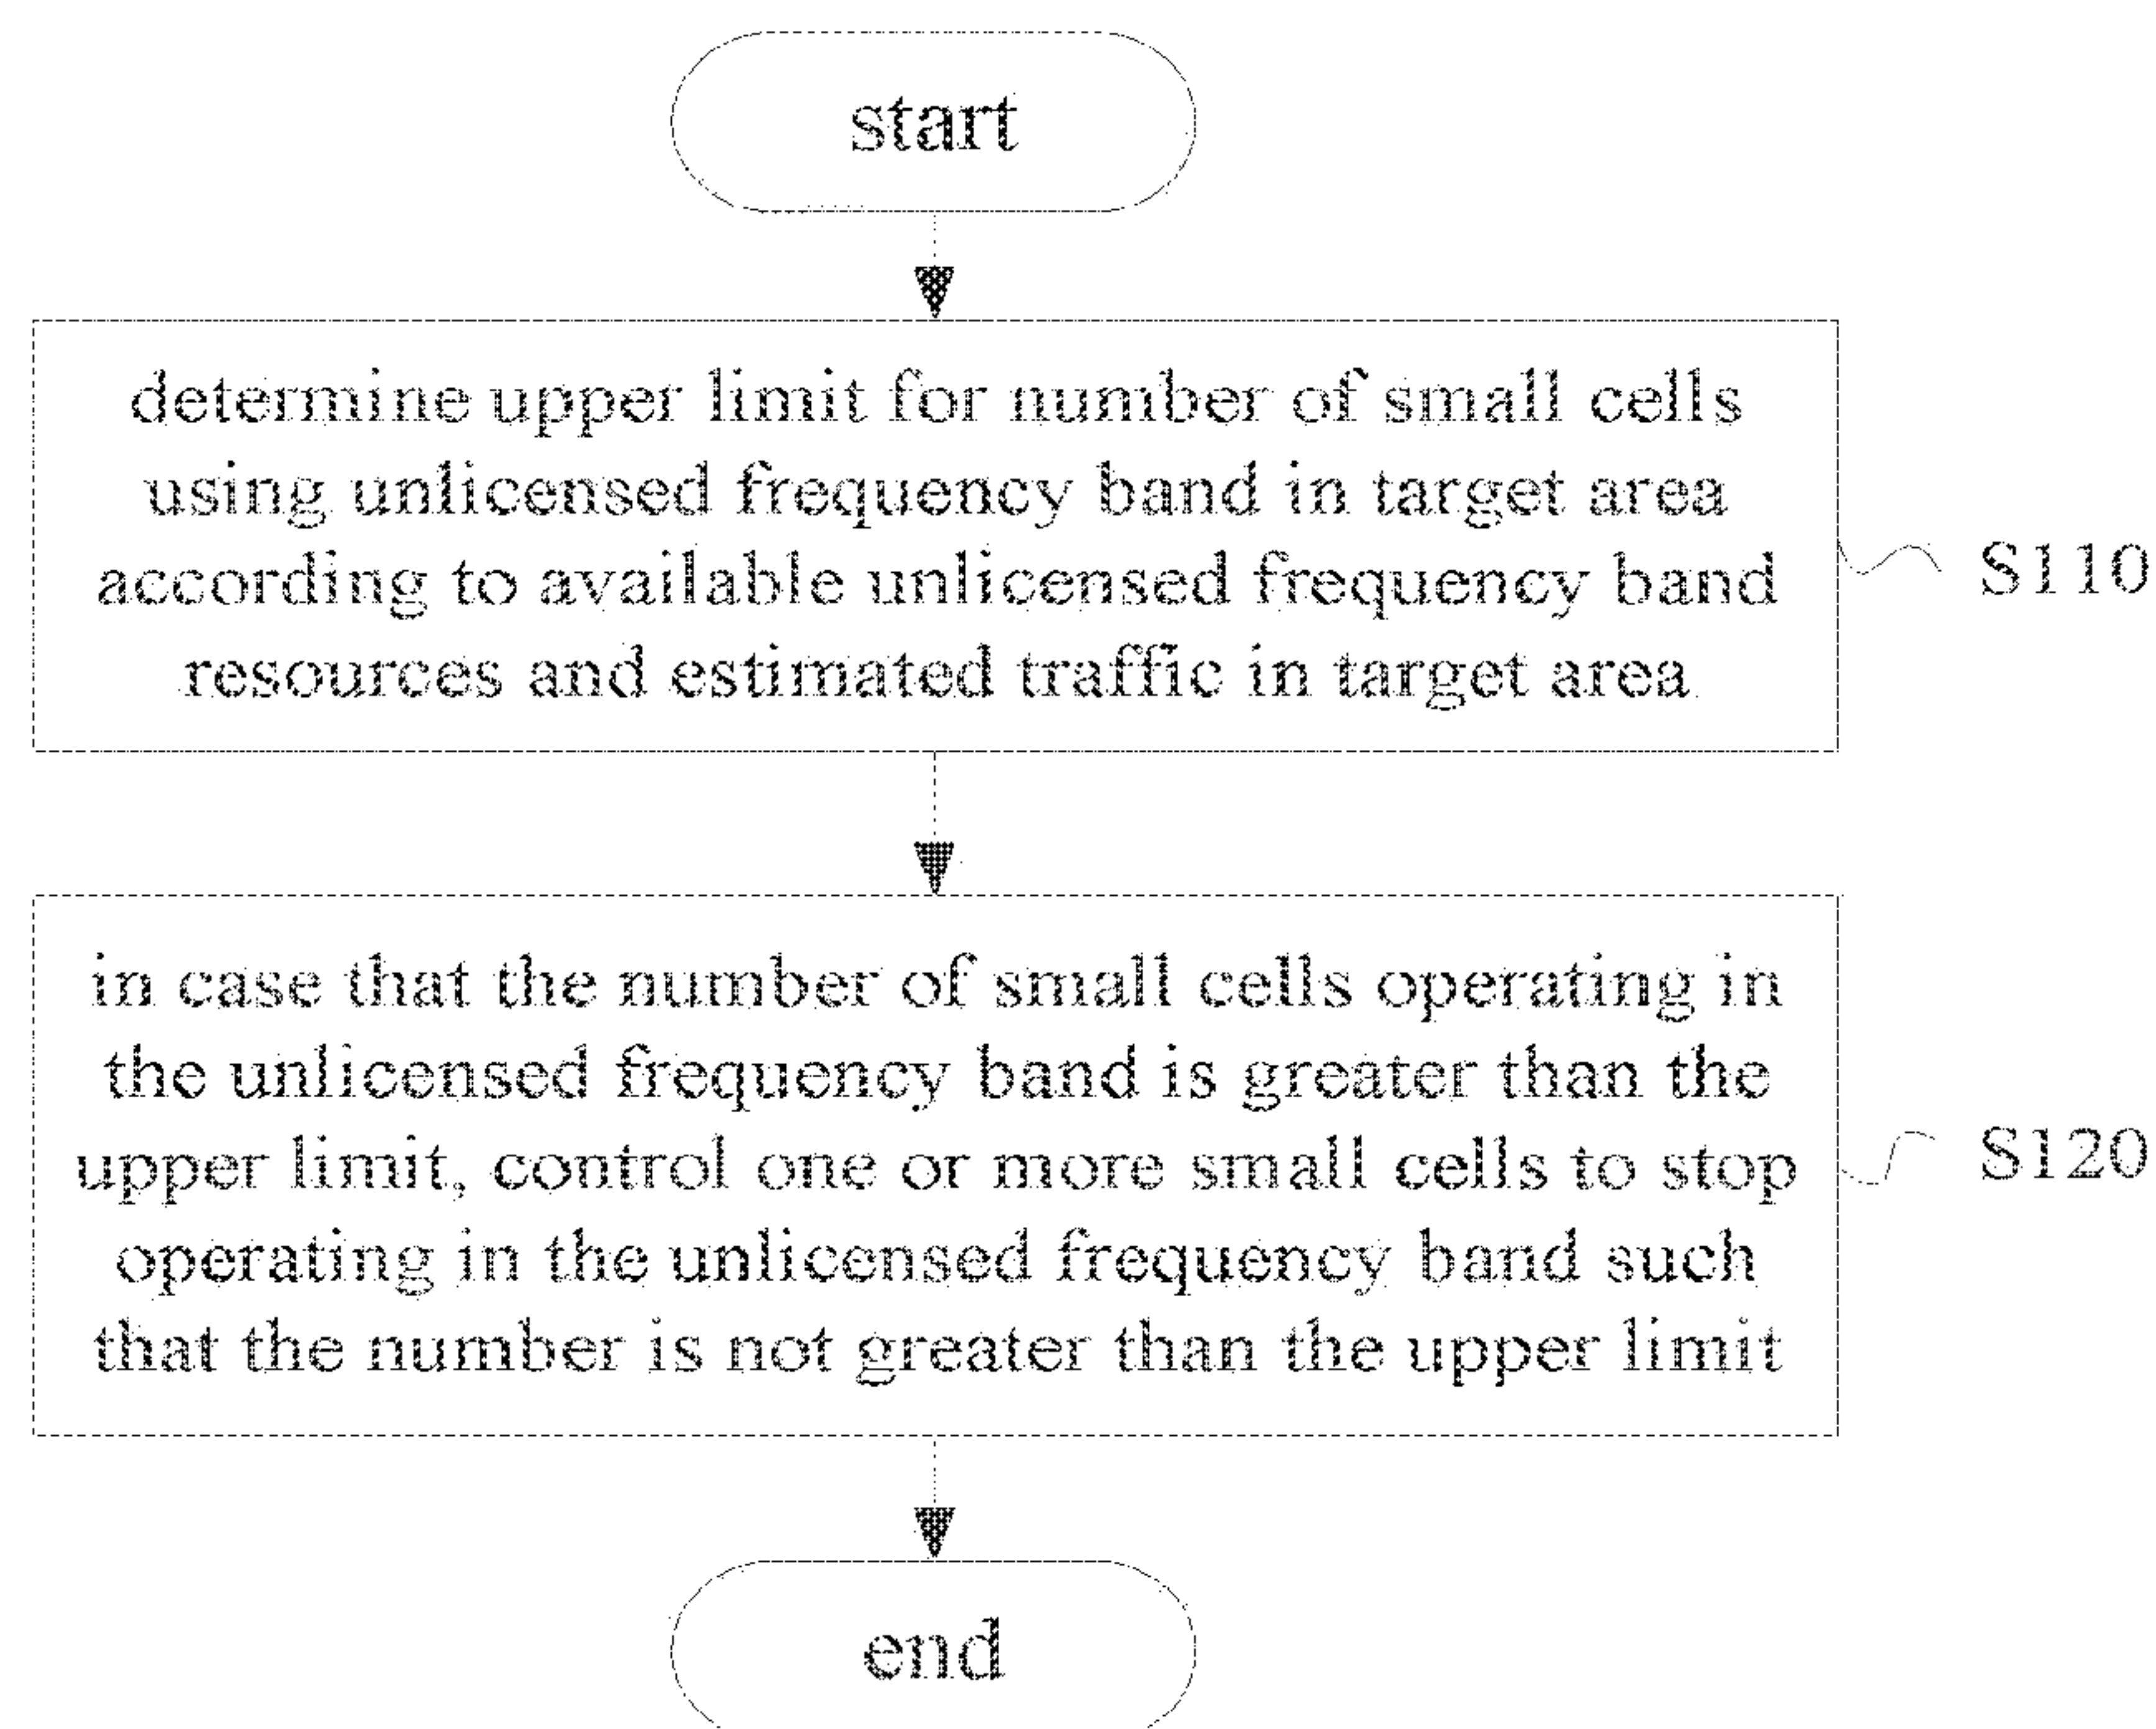 start
determine upper limit for number of small cells
using unlicensed frequency band in target area
according to available unlicensed frequency band
resources and estimated traffic in target area
S110
in case that the number of small cells operating in
the unlicensed frequency band is greater than the
upper limit, control one or more small cells to stop
operating in the unlicensed frequency band such
that the number is not greater than the upper limit
S120
end